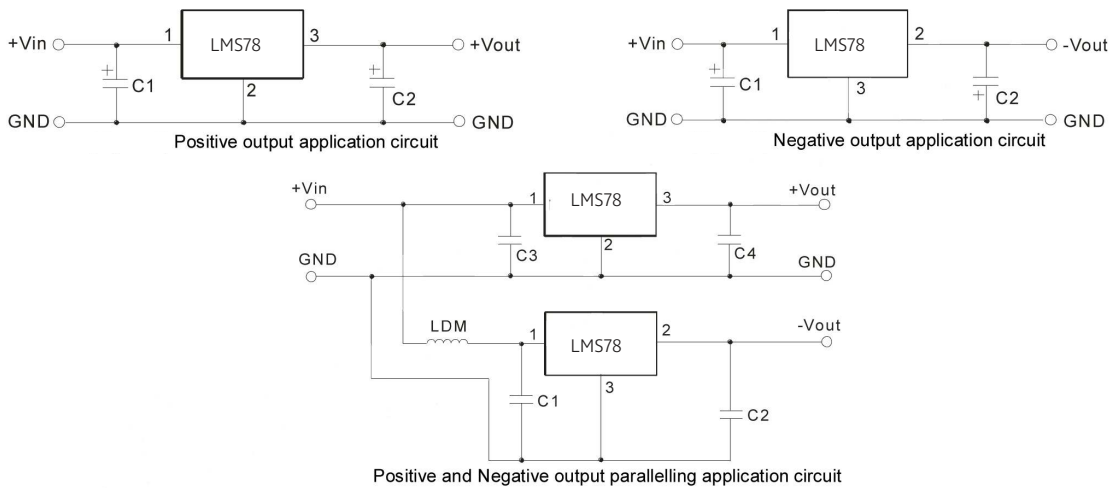 +Vin 1 LMS78 3 +Vout
+ C1 2 + C2
GND GND
Positive output application circuit
+Vin 1 LMS78 2 -Vout
+ C1 3 + C2
GND GND
Negative output application circuit
+Vin 1 LMS78 3 +Vout
C3 2 C4
GND GND
LDM 1 LMS78 2 -Vout
C1 3 C2
Positive and Negative output parallelling application circuit